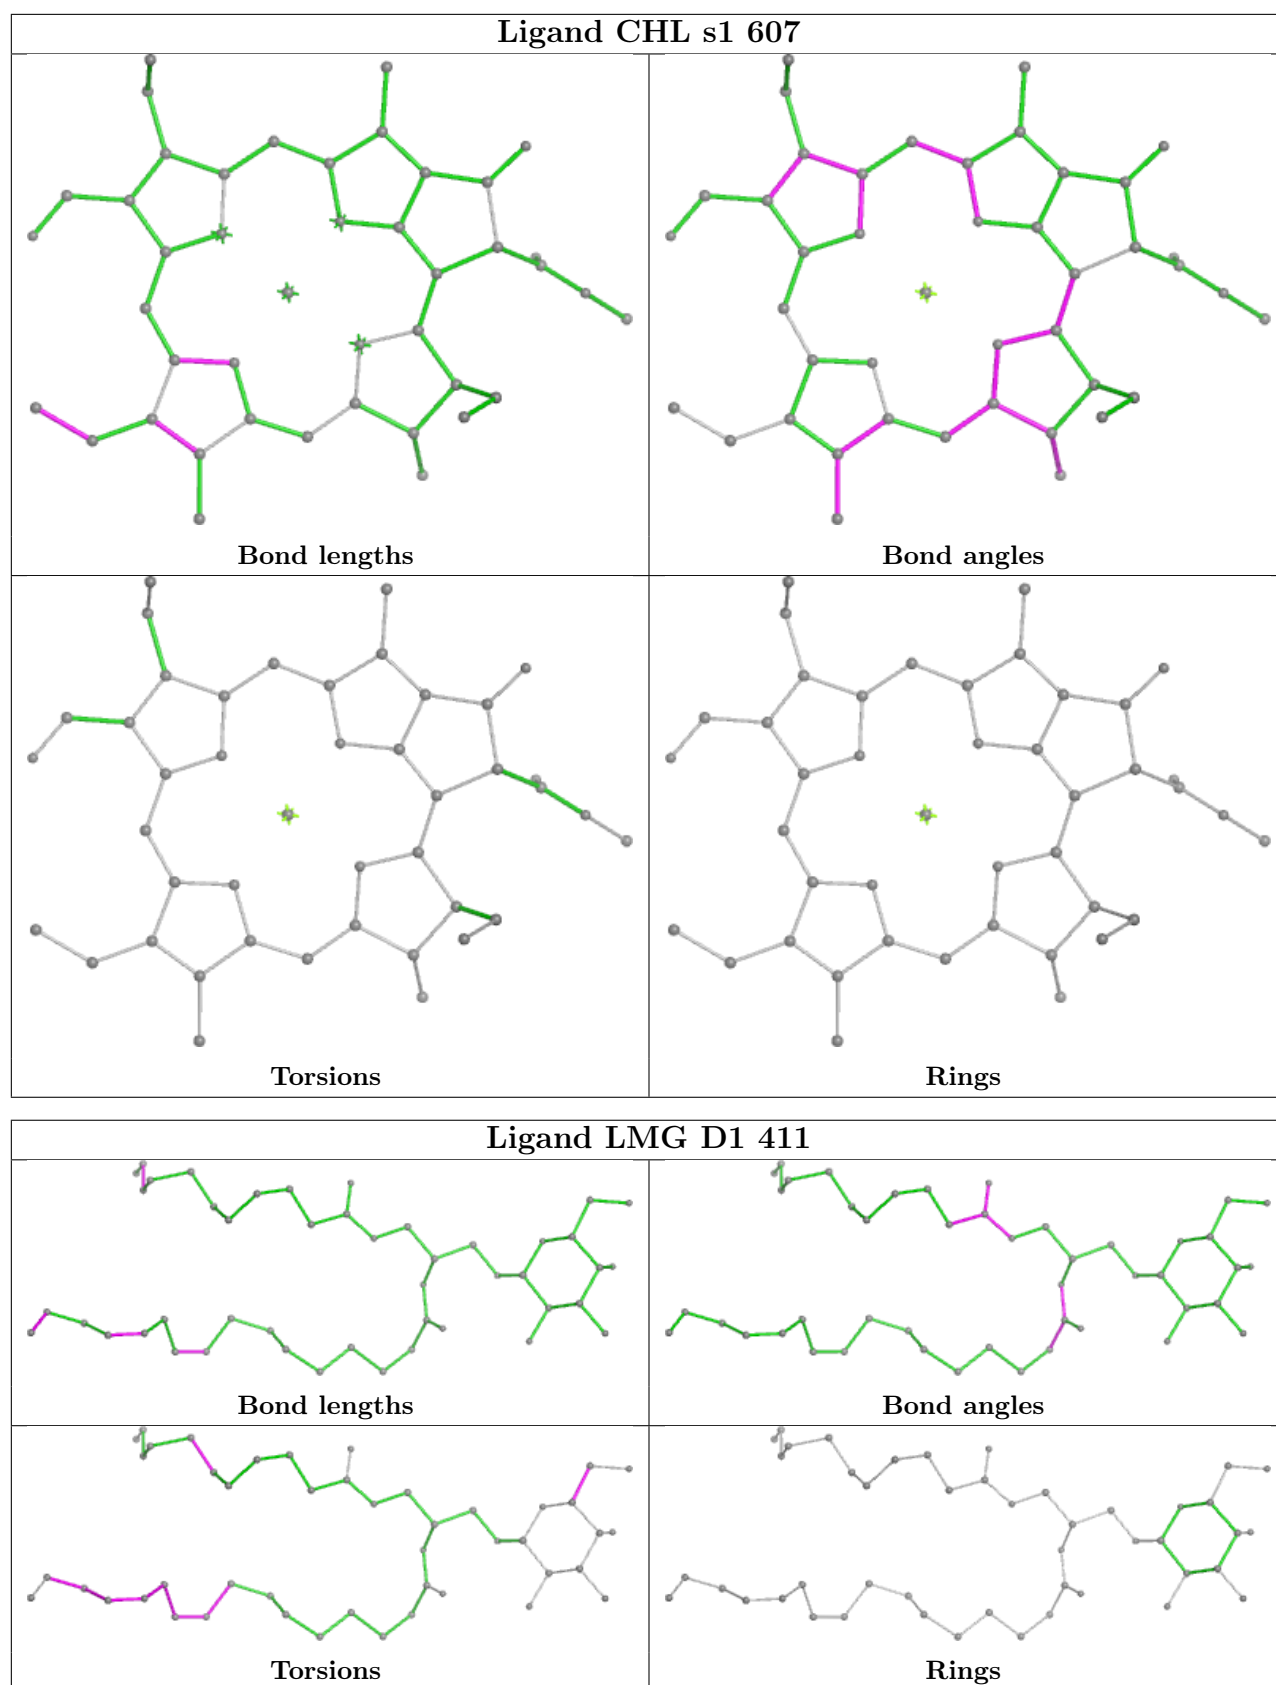 Ligand CHL s1 607
Bond lengths
Bond angles
Torsions
Rings
Ligand LMG D1 411
Bond lengths
Bond angles
Torsions
Rings